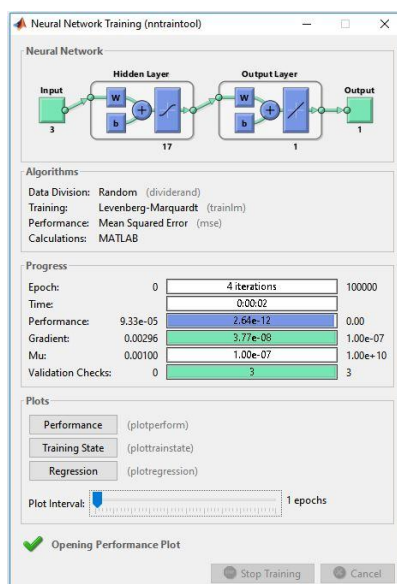 Neural Network Training (nntraintool)
Neural Network
Hidden Layer Output Layer
Input Output
W W
b b
3 1
17 1
Algorithms
Data Division: Random (dividerand)
Training: Levenberg-Marquardt (trainlm)
Performance: Mean Squared Error (mse)
Calculations: MATLAB
Progress
Epoch: 0 4 iterations 100000
Time: 0:00:02
Performance: 9.33e-05 2.64e-12 0.00
Gradient: 0.00296 3.77e-08 1.00e-07
Mu: 0.00100 1.00e-07 1.00e+10
Validation Checks: 0 3 3
Plots
Performance (plotperform)
Training State (plottrainstate)
Regression (plotregression)
Plot Interval: 1 epochs
Opening Performance Plot
Stop Training Cancel